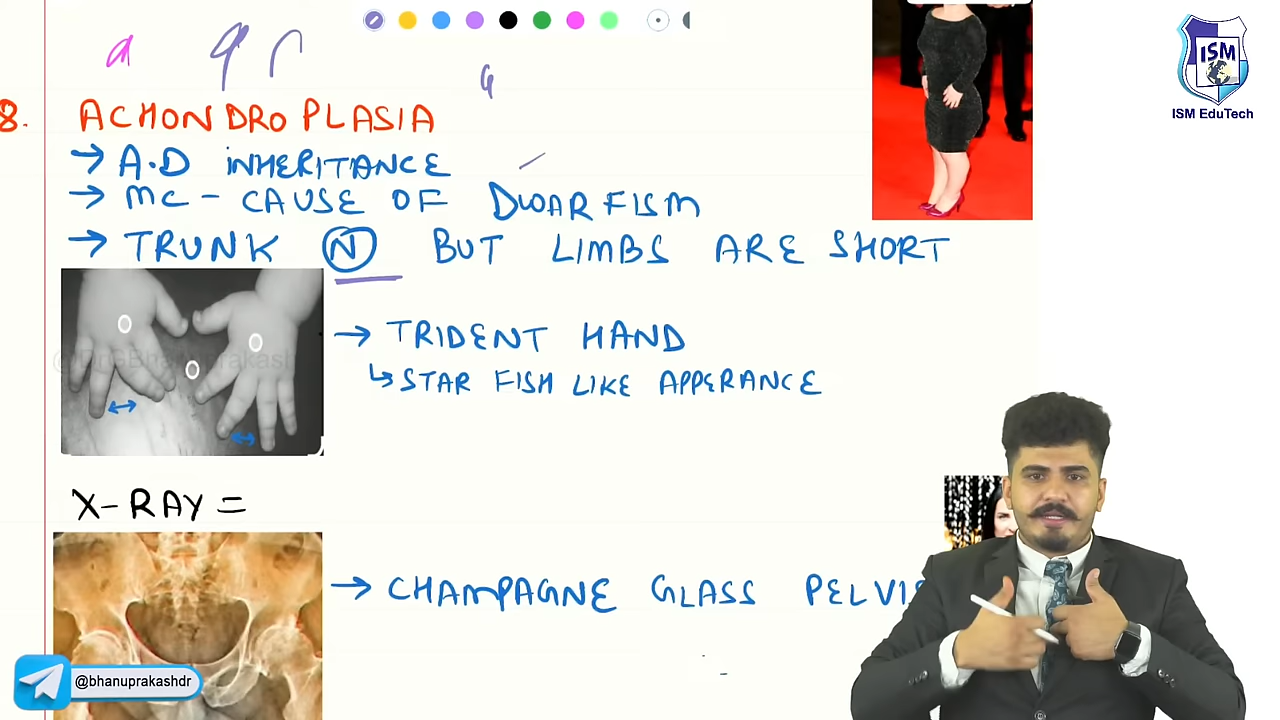 a q r
G
ISM
ISM EduTech
8. ACHONDROPLASIA
→ A.D INHERITANCE
→ MC - CAUSE OF DWARFISM
→ TRUNK N BUT LIMBS ARE SHORT
→ TRIDENT HAND
↳ STAR FISH LIKE APPERANCE
X-RAY =
→ CHAMPAGNE GLASS PELVIS
@bhanuprakashdr